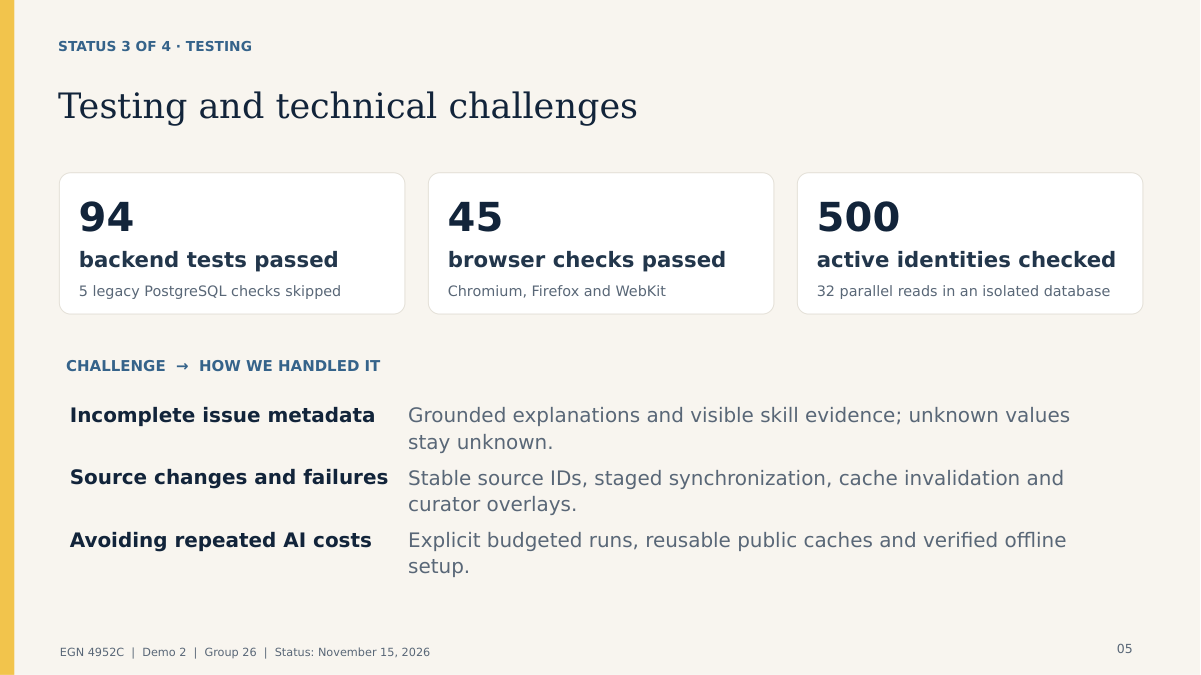 STATUS 3 OF 4 · TESTING
Testing and technical challenges
94
backend tests passed
5 legacy PostgreSQL checks skipped
45
browser checks passed
Chromium, Firefox and WebKit
500
active identities checked
32 parallel reads in an isolated database
CHALLENGE → HOW WE HANDLED IT
Incomplete issue metadata
Grounded explanations and visible skill evidence; unknown values
stay unknown.
Source changes and failures
Stable source IDs, staged synchronization, cache invalidation and
curator overlays.
Avoiding repeated AI costs
Explicit budgeted runs, reusable public caches and verified offline
setup.
EGN 4952C | Demo 2 | Group 26 | Status: November 15, 2026
05